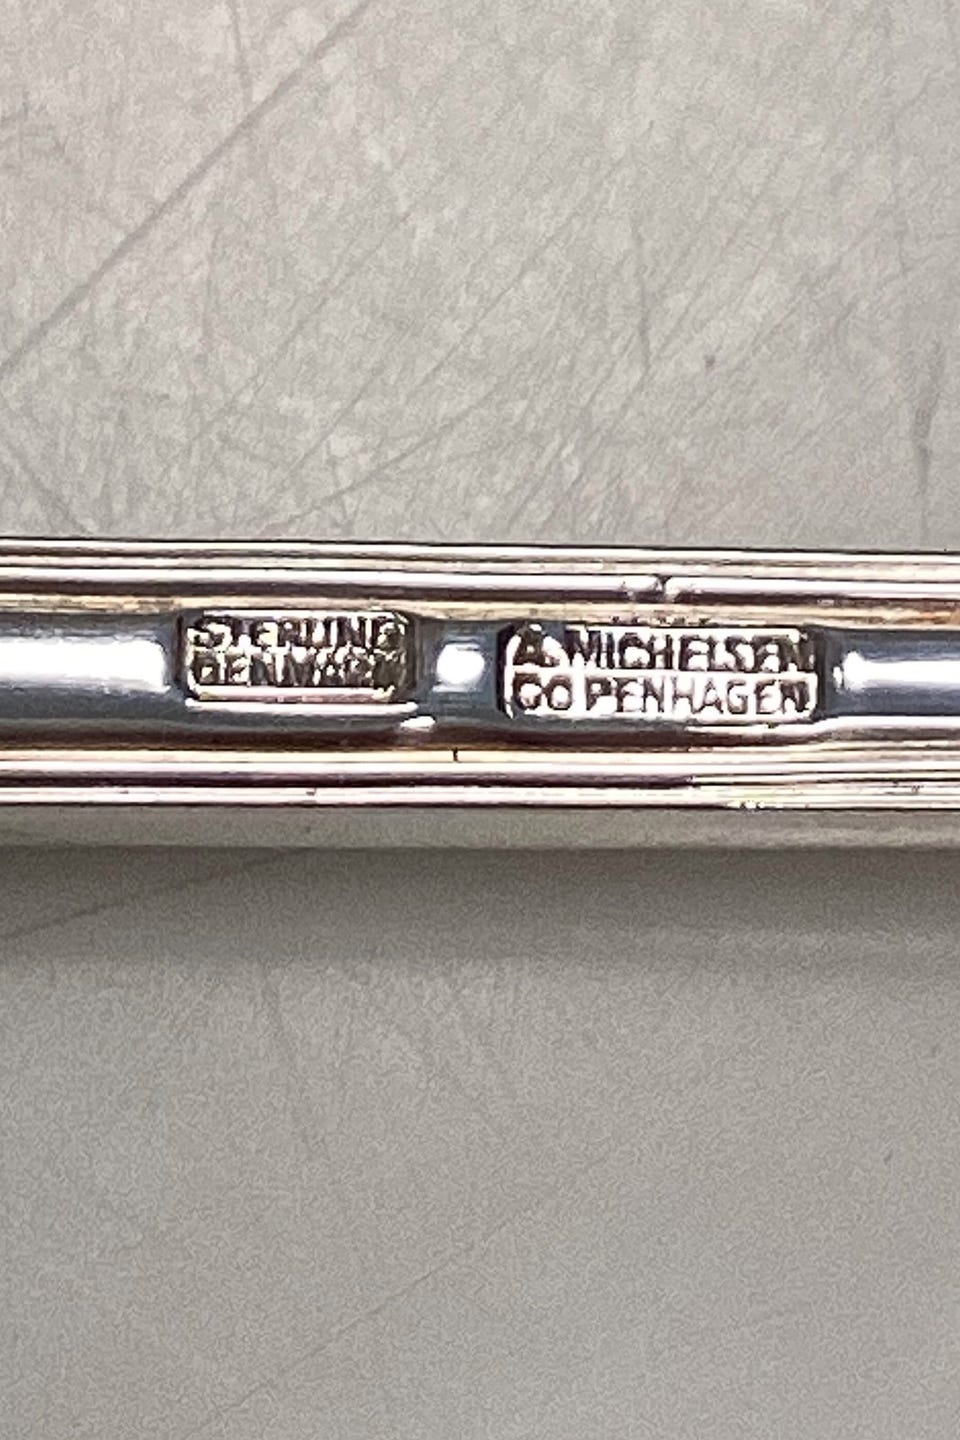 STERLING
DENMARK
A. MICHELSEN
COPENHAGEN